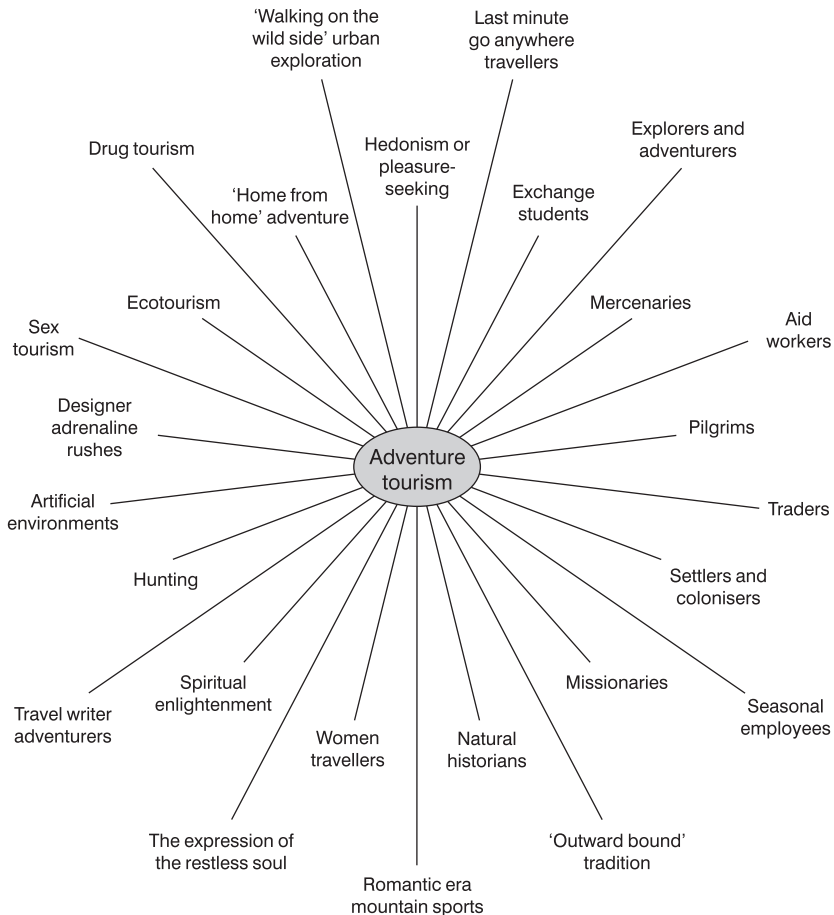 ‘Walking on the
wild side’ urban
exploration
Last minute
go anywhere
travellers
Explorers and
adventurers
Drug tourism
Hedonism or
pleasure-
seeking
‘Home from
home’ adventure
Exchange
students
Ecotourism
Mercenaries
Sex
tourism
Aid
workers
Designer
adrenaline
rushes
Pilgrims
Adventure
tourism
Artificial
environments
Traders
Hunting
Settlers and
colonisers
Spiritual
enlightenment
Missionaries
Travel writer
adventurers
Seasonal
employees
Women
travellers
Natural
historians
The expression of
the restless soul
‘Outward bound’
tradition
Romantic era
mountain sports